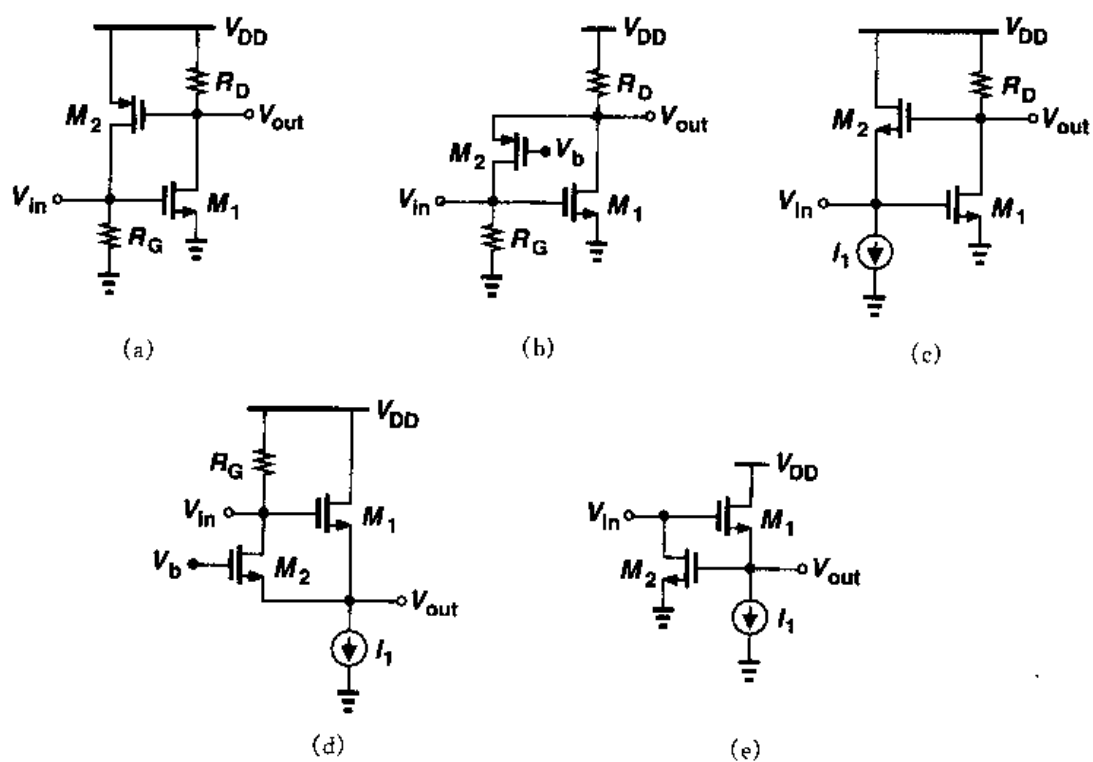 V_DD
R_D
M_2
V_out
V_in
M_1
R_G
(a)
V_DD
R_D
V_out
M_2
V_b
V_in
M_1
R_G
(b)
V_DD
R_D
M_2
V_out
V_in
M_1
I_1
(c)
V_DD
R_G
V_in
M_1
V_b
M_2
V_out
I_1
(d)
V_DD
V_in
M_1
M_2
V_out
I_1
(e)